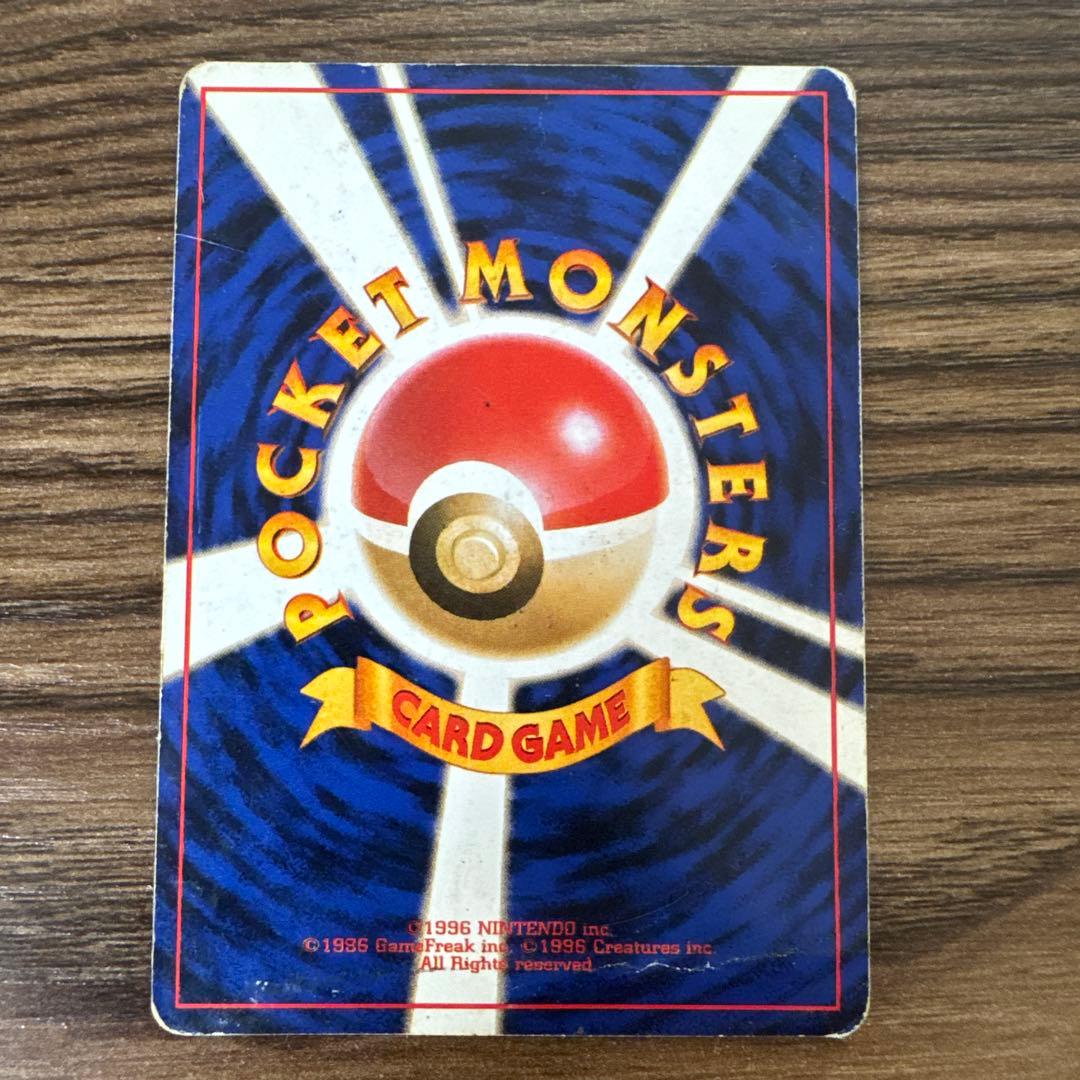 POCKET MONSTERS
CARD GAME
©1996 NINTENDO inc.
©1996 GameFreak inc. ©1996 Creatures inc.
All Rights reserved.